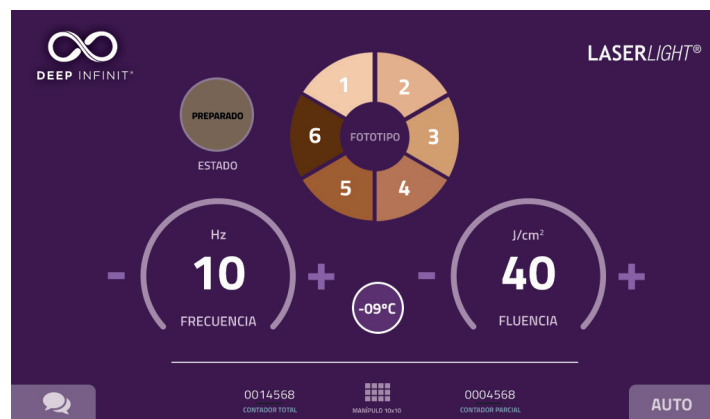 DEEP INFINIT®
LASERLIGHT®
PREPARADO
ESTADO
1
2
3
4
5
6
FOTOTIPO
Hz
10
FRECUENCIA
-
+
-09ºC
J/cm²
40
FLUENCIA
-
+
0014568
CONTADOR TOTAL
MANÍPULO 10x10
0004568
CONTADOR PARCIAL
AUTO